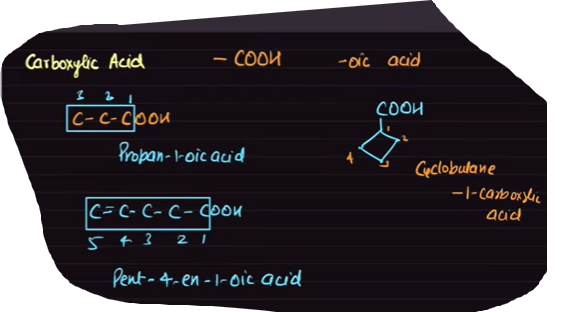 Carboxylic Acid - COOH -oic acid
3 2 1
C-C-COOH
Propan-1-oic acid
COOH
1
2
4
3
Cyclobutane
-1-carboxylic
acid
C=C-C-C-COOH
5 4 3 2 1
Pent-4-en-1-oic acid